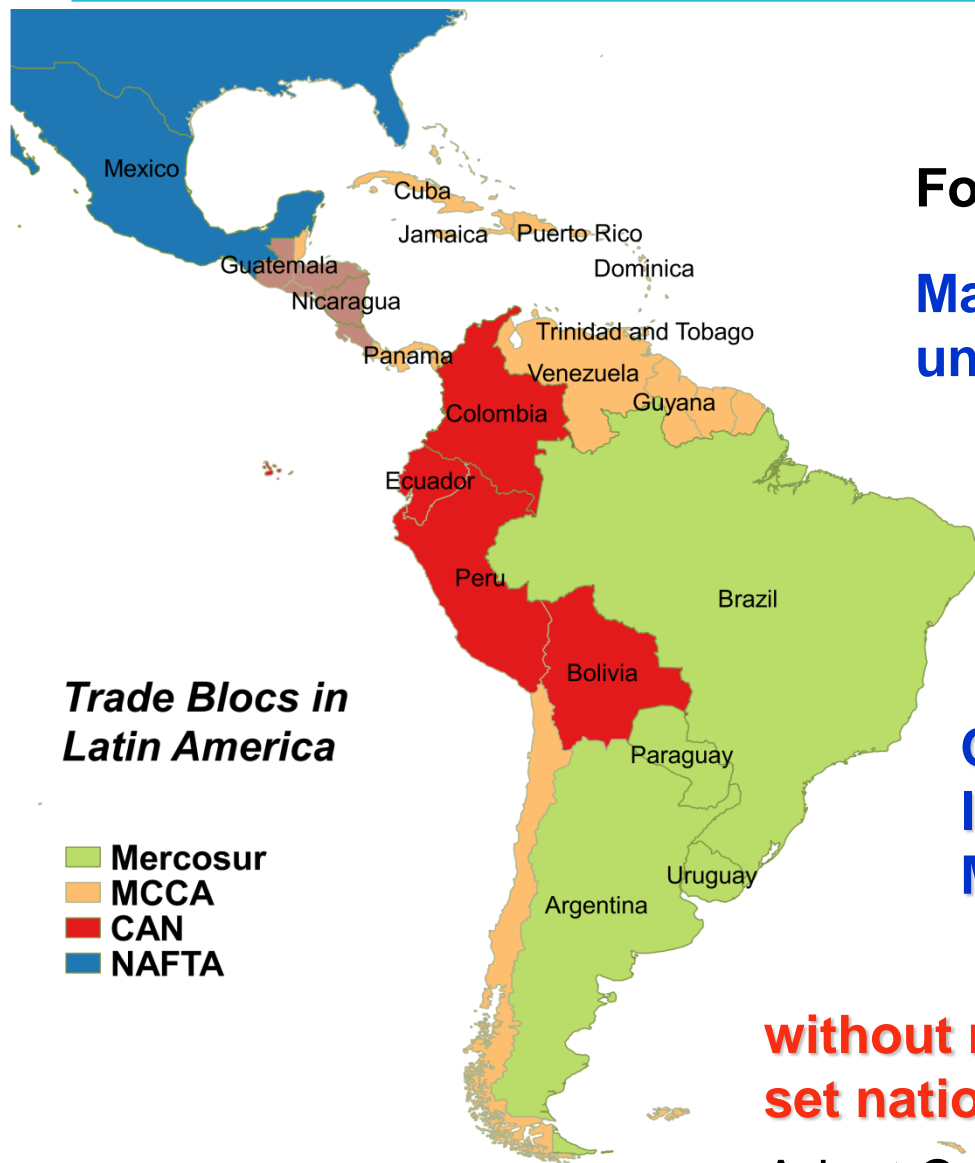 Mexico
Cuba
Jamaica
Puerto Rico
Dominica
Guatemala
Nicaragua
Trinidad and Tobago
Panama
Venezuela
Guyana
Colombia
Ecuador
Peru
Brazil
Bolivia
Paraguay
Uruguay
Argentina
Trade Blocs in
Latin America
Mercosur
MCCA
CAN
NAFTA
Fo
Ma
un
without
set natio